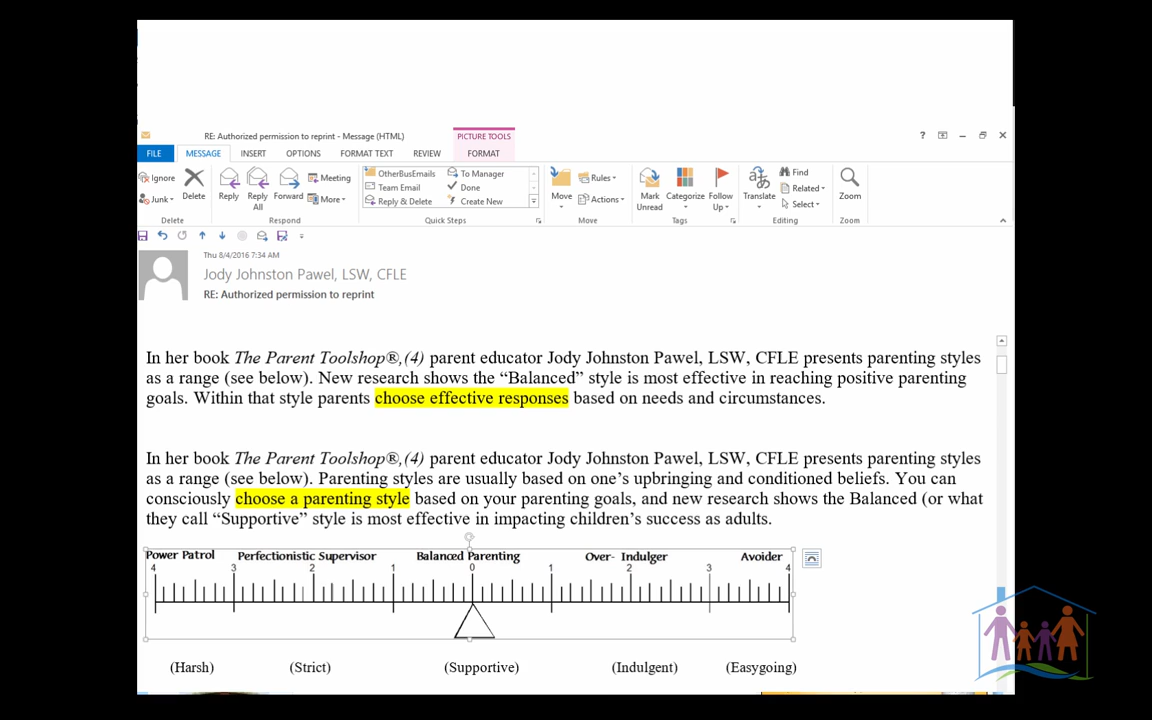 RE: Authorized permission to reprint - Message (HTML)
PICTURE TOOLS
?
FILE
MESSAGE
INSERT
OPTIONS
FORMAT TEXT
REVIEW
FORMAT
Ignore
Junk
Delete
Delete
Reply
Reply All
Forward
Meeting
More
Respond
OtherBusEmails
Team Email
Reply & Delete
To Manager
Done
Create New
Quick Steps
Move
Rules
Actions
Move
Mark Unread
Categorize
Follow Up
Tags
Translate
Find
Related
Select
Editing
Zoom
Zoom
Thu 8/4/2016 7:34 AM
Jody Johnston Pawel, LSW, CFLE
RE: Authorized permission to reprint
In her book The Parent Toolshop®,(4) parent educator Jody Johnston Pawel, LSW, CFLE presents parenting styles
as a range (see below). New research shows the “Balanced” style is most effective in reaching positive parenting
goals. Within that style parents choose effective responses based on needs and circumstances.
In her book The Parent Toolshop®,(4) parent educator Jody Johnston Pawel, LSW, CFLE presents parenting styles
as a range (see below). Parenting styles are usually based on one’s upbringing and conditioned beliefs. You can
consciously choose a parenting style based on your parenting goals, and new research shows the Balanced (or what
they call “Supportive” style is most effective in impacting children’s success as adults.
Power Patrol Perfectionistic Supervisor Balanced Parenting Over- Indulger Avoider
4 3 2 1 0 1 2 3 4
(Harsh) (Strict) (Supportive) (Indulgent) (Easygoing)